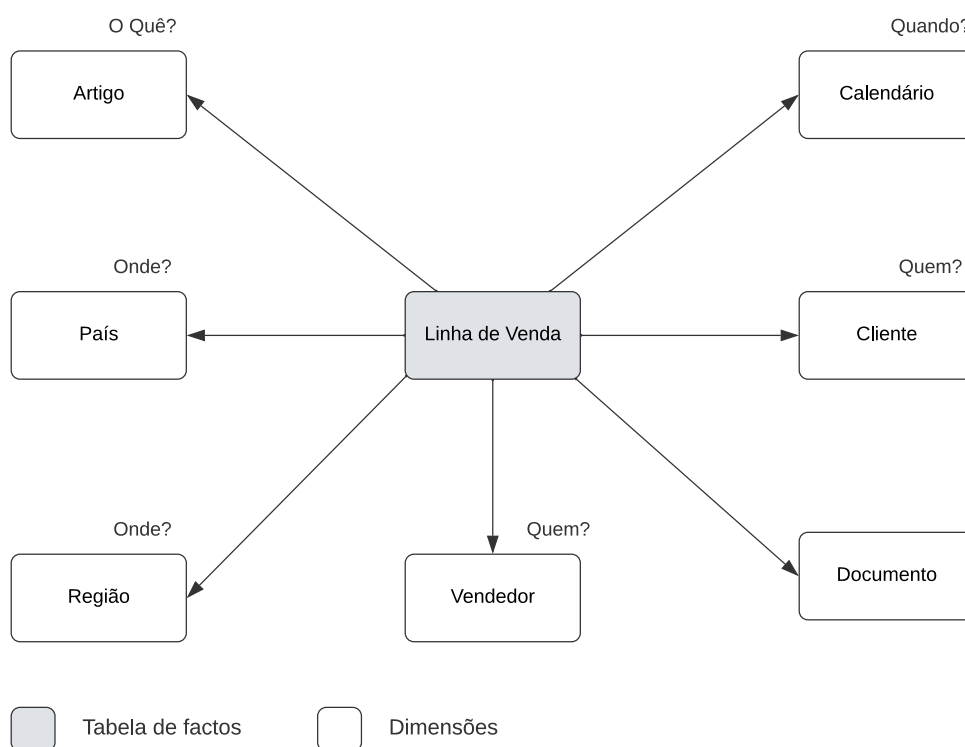 O Quê?
Quando?
Artigo
Calendário
Onde?
Quem?
País
Linha de Venda
Cliente
Onde?
Quem?
Região
Vendedor
Documento
Tabela de factos
Dimensões